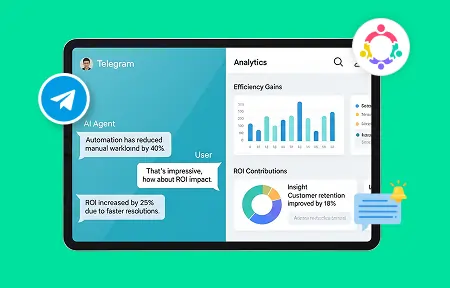 Telegram
AI Agent
Automation has reduced
manual workload by 40%.
User
That's impressive,
how about ROI impact.
ROI increased by 25%
due to faster resolutions.
Analytics
Efficiency Gains
ROI Contributions
Insight
Customer retention
improved by 18%